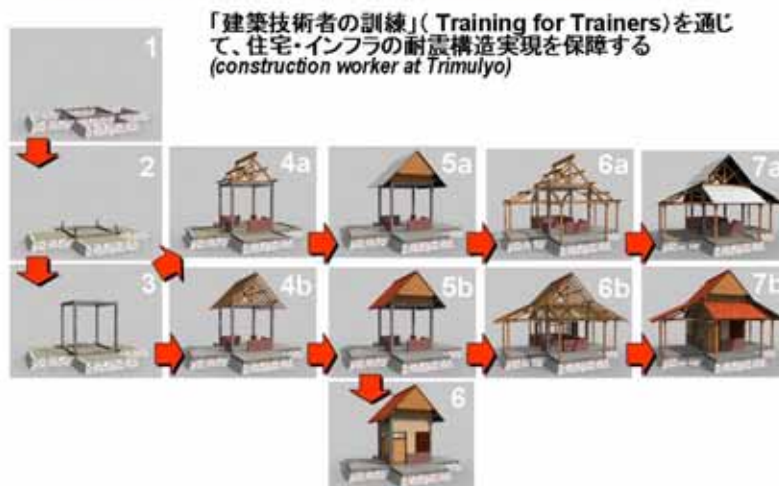 「建築技術者の訓練」( Training for Trainers)を通じ
て、住宅・インフラの耐震構造実現を保障する
(construction worker at Trimulyo)
1
2
4a
5a
6a
7a
3
4b
5b
6b
7b
6